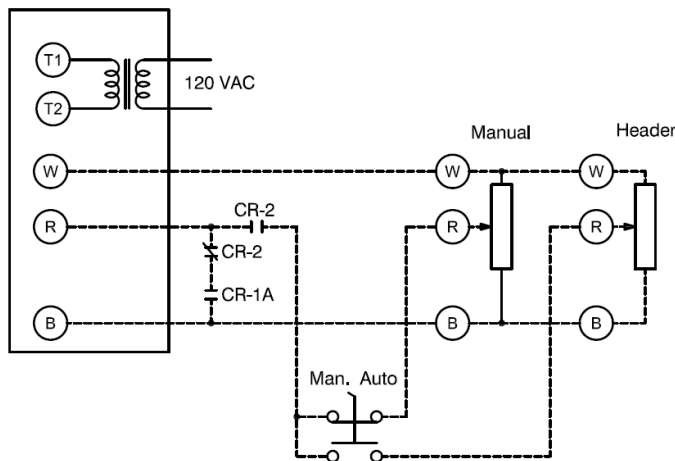 T1
120 VAC
T2
Manual
Header
W
W
W
CR-2
R
R
R
CR-2
CR-1A
B
B
B
Man. Auto